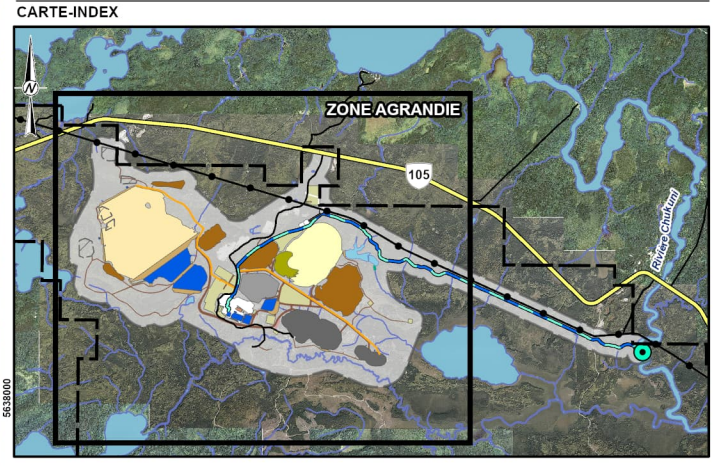 CARTE-INDEX
N
ZONE AGRANDIE
105
Rivière Chukuni
5638000